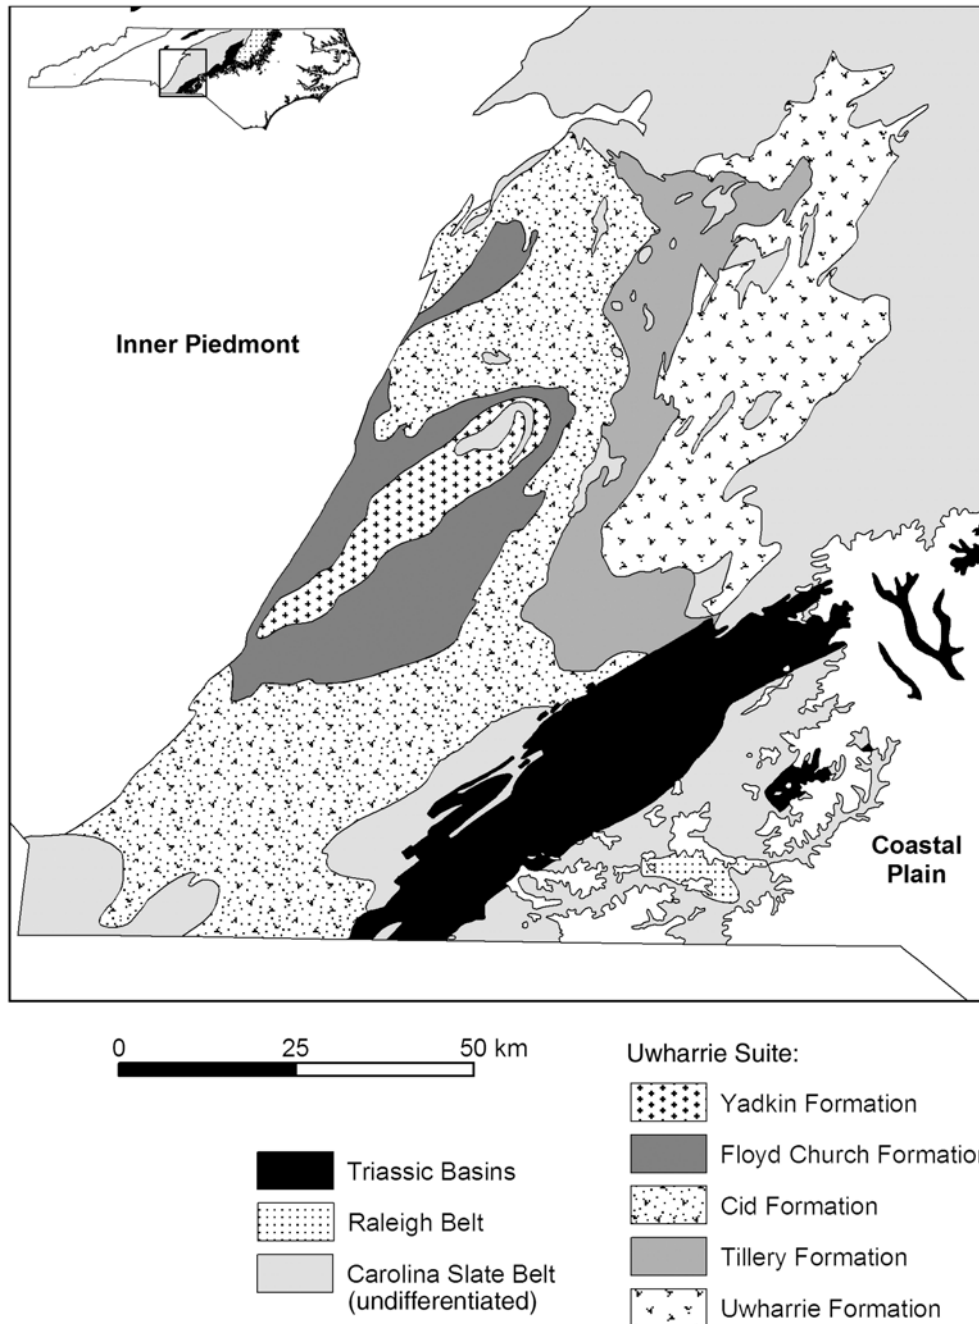 Inner Piedmont
Coastal
Plain
0 25 50 km
Triassic Basins
Raleigh Belt
Carolina Slate Belt
(undifferentiated)
Uwharrie Suite:
Yadkin Formation
Floyd Church Formation
Cid Formation
Tillery Formation
Uwharrie Formation